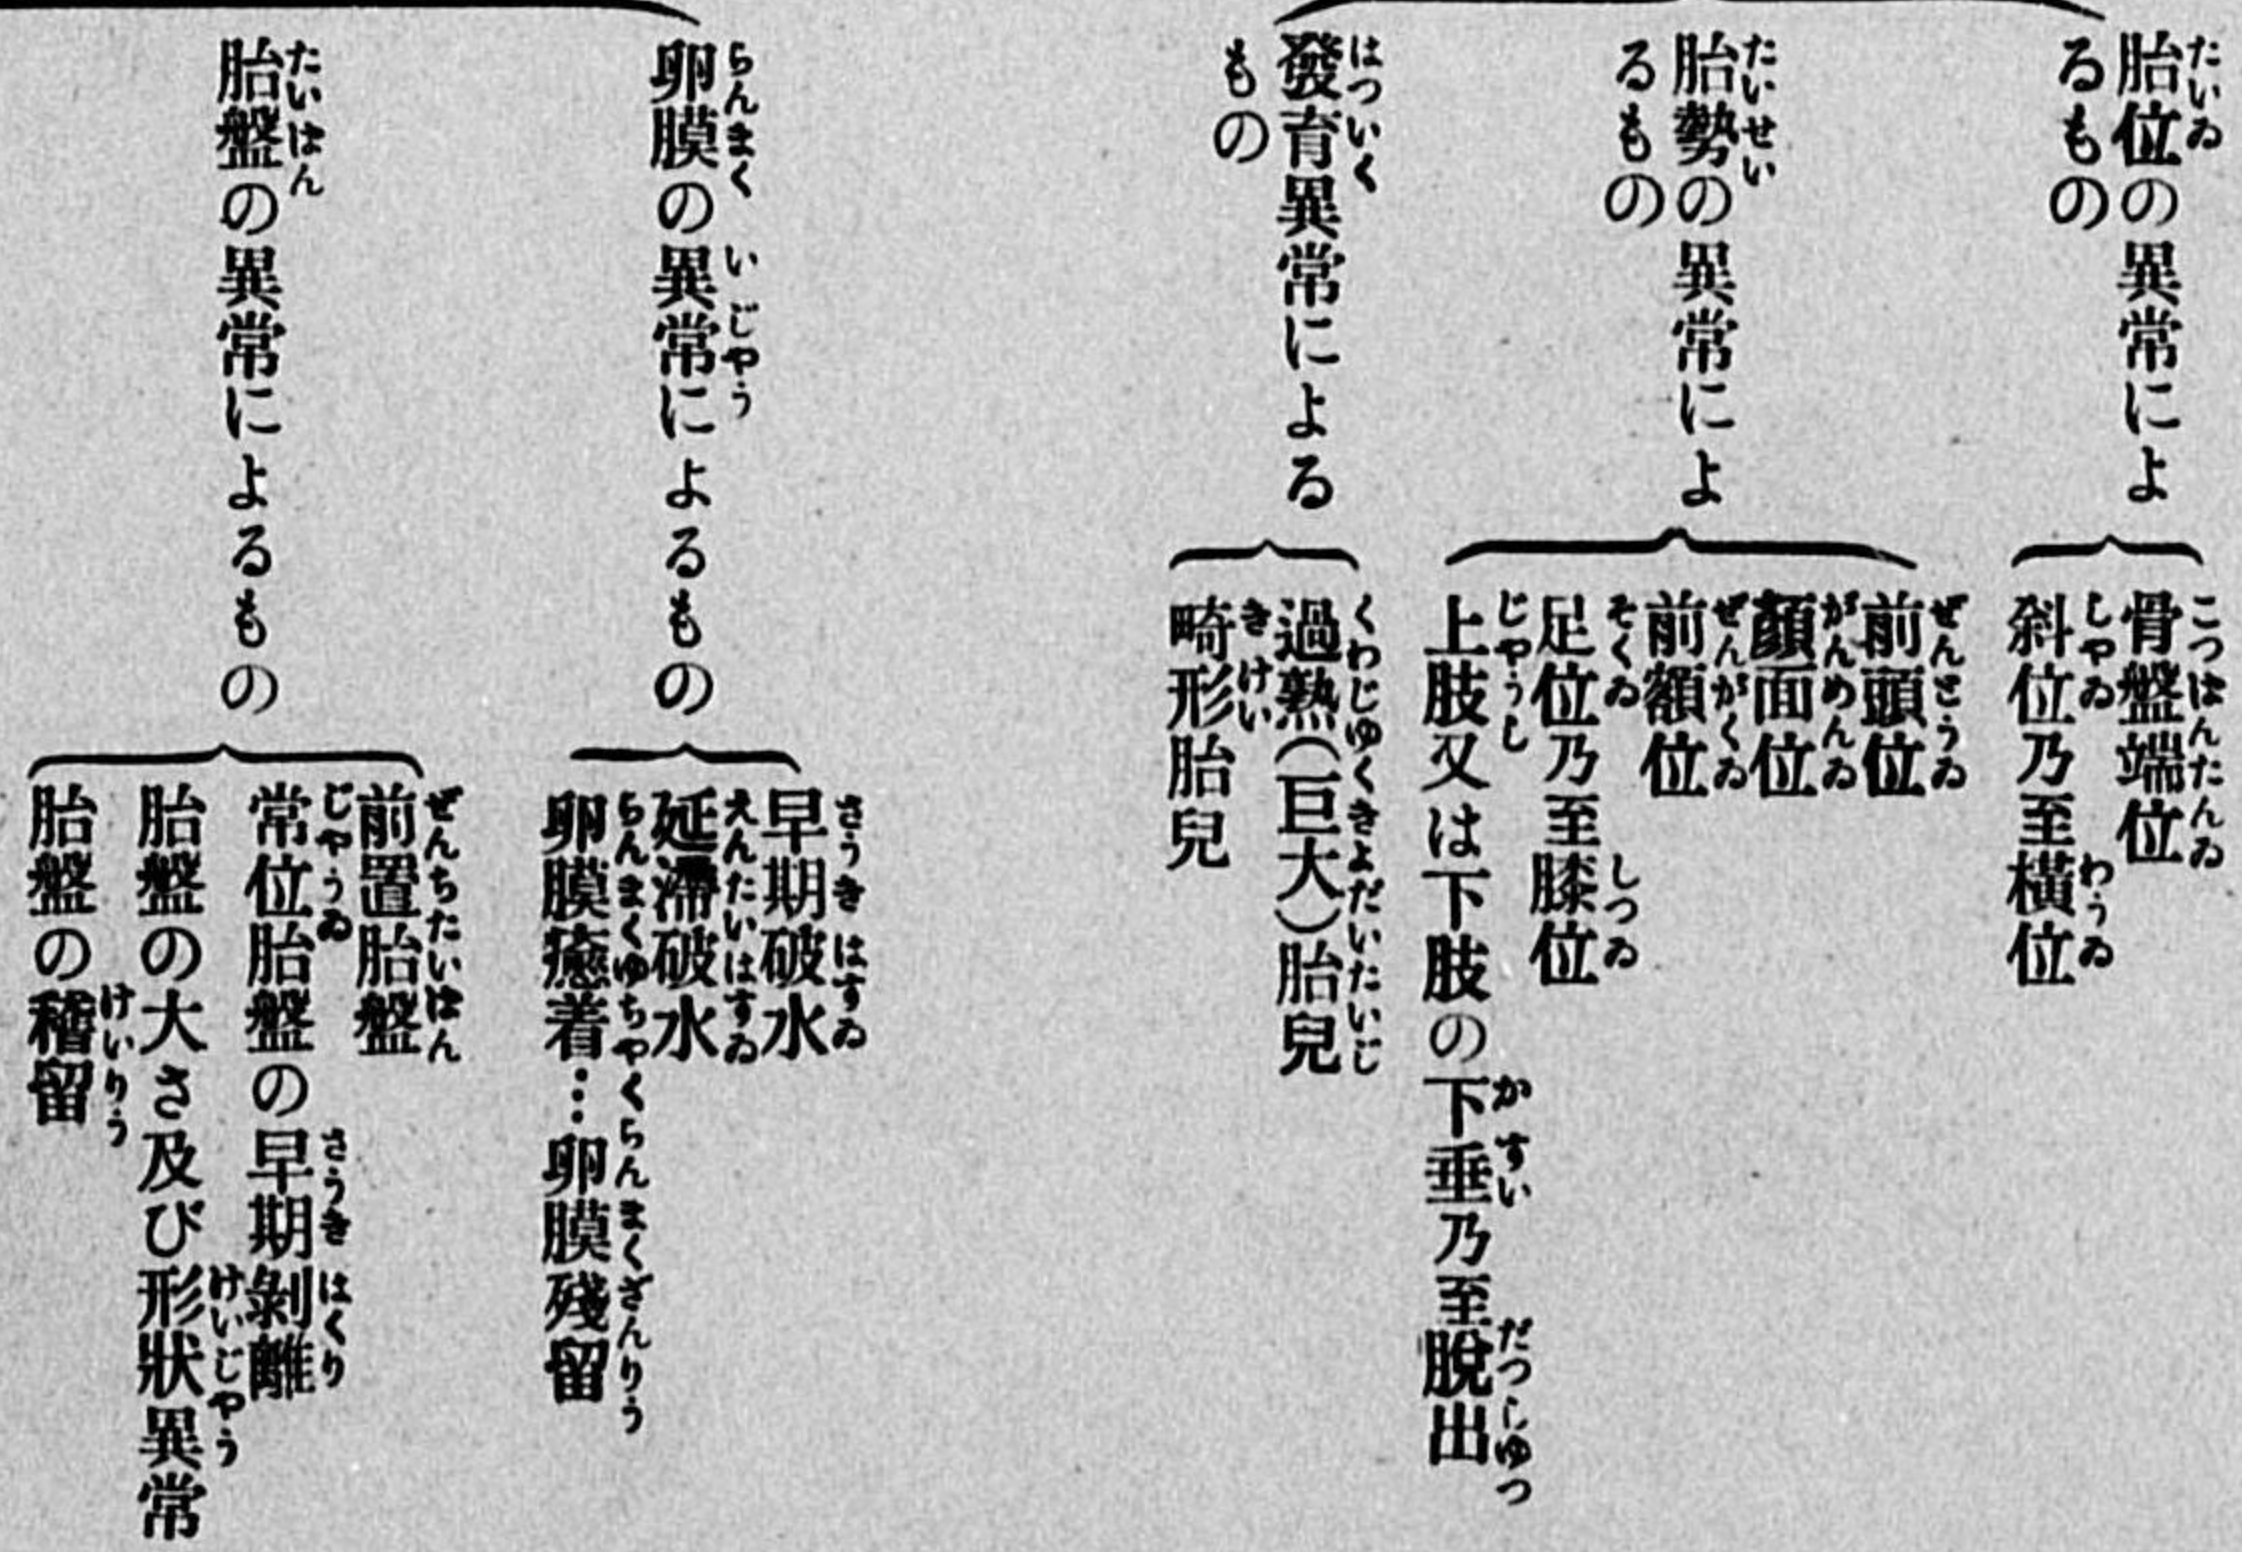 胎位の異常によ
るもの
骨盤端位
斜位乃至横位
胎勢の異常によ
るもの
前頭位
顏面位
前額位
足位乃至膝位
上肢又は下肢の下垂乃至脫出
發育異常による
もの
過熟(巨大)胎兒
畸形胎兒
卵膜の異常によるもの
早期破水
延滯破水
卵膜癒着…卵膜殘留
胎盤の異常によるもの
前置胎盤
常位胎盤の早期剝離
胎盤の大さ及び形狀異常
胎盤の稽留